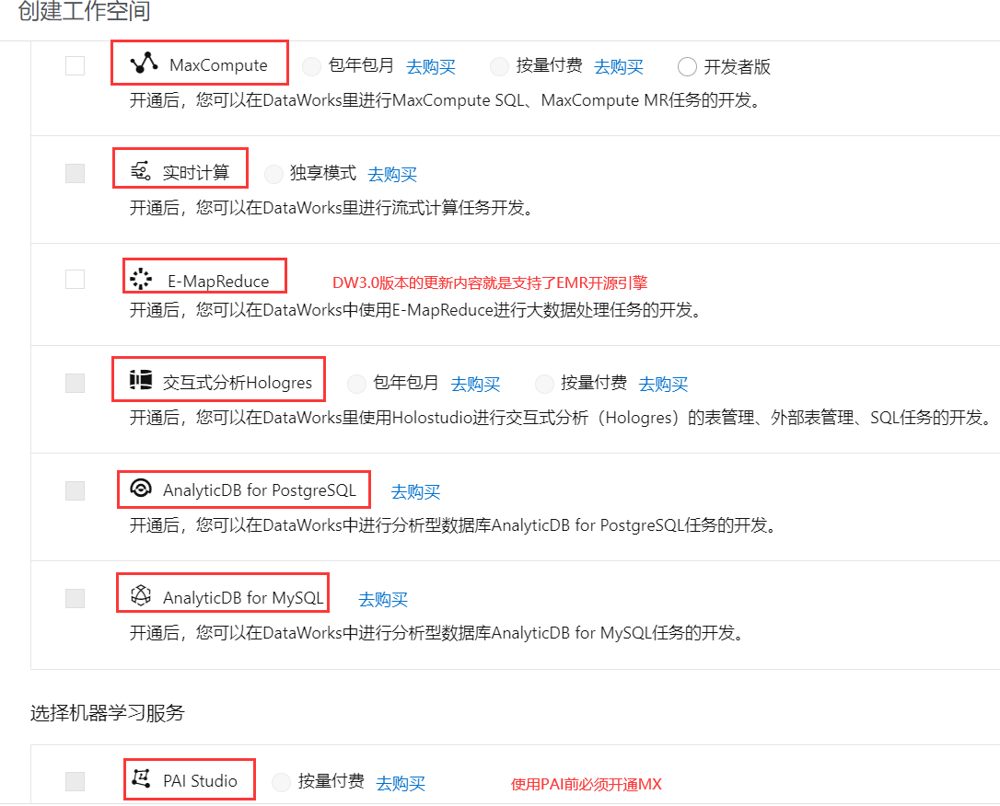 创建工作空间
MaxCompute 包年包月 去购买 按量付费 去购买 开发者版
开通后，您可以在DataWorks里进行MaxCompute SQL、MaxCompute MR任务的开发。
实时计算 独享模式 去购买
开通后，您可以在DataWorks里进行流式计算任务开发。
E-MapReduce DW3.0版本的更新内容就是支持了EMR开源引擎
开通后，您可以在DataWorks中使用E-MapReduce进行大数据处理任务的开发。
交互式分析Hologres 包年包月 去购买 按量付费 去购买
开通后，您可以在DataWorks里使用Holostudio进行交互式分析（Hologres）的表管理、外部表管理、SQL任务的开发。
AnalyticDB for PostgreSQL 去购买
开通后，您可以在DataWorks中进行分析型数据库AnalyticDB for PostgreSQL任务的开发。
AnalyticDB for MySQL 去购买
开通后，您可以在DataWorks中进行分析型数据库AnalyticDB for MySQL任务的开发。
选择机器学习服务
PAI Studio 按量付费 去购买 使用PAI前必须开通MX